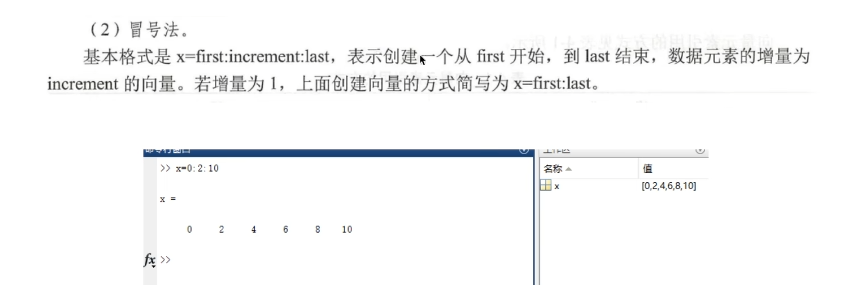 （2）冒号法。
基本格式是 x=first:increment:last，表示创建一个从 first 开始，到 last 结束，数据元素的增量为
increment 的向量。若增量为 1，上面创建向量的方式简写为 x=first:last。
>> x=0:2:10
名称 值
x [0,2,4,6,8,10]
x =
0 2 4 6 8 10
fx >>